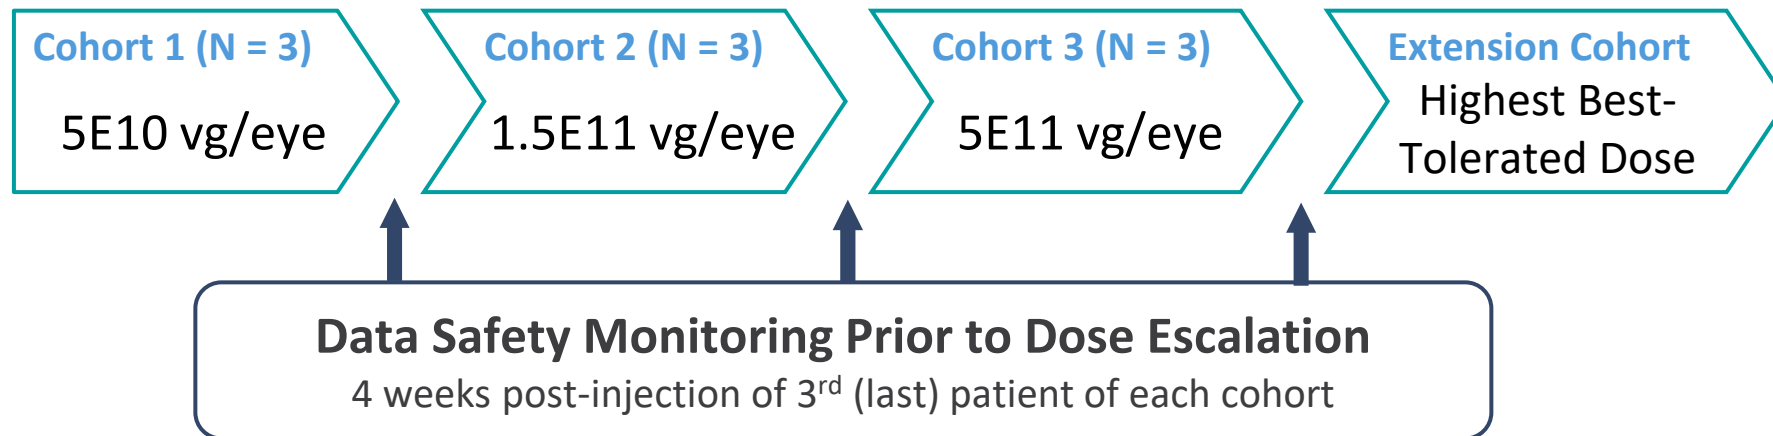 Cohort 1 (N = 3)
5E10 vg/eye
Cohort 2 (N = 3)
1.5E11 vg/eye
Cohort 3 (N = 3)
5E11 vg/eye
Extension Cohort
Highest Best-
Tolerated Dose
Data Safety Monitoring Prior to Dose Escalation
4 weeks post-injection of 3rd (last) patient of each cohort